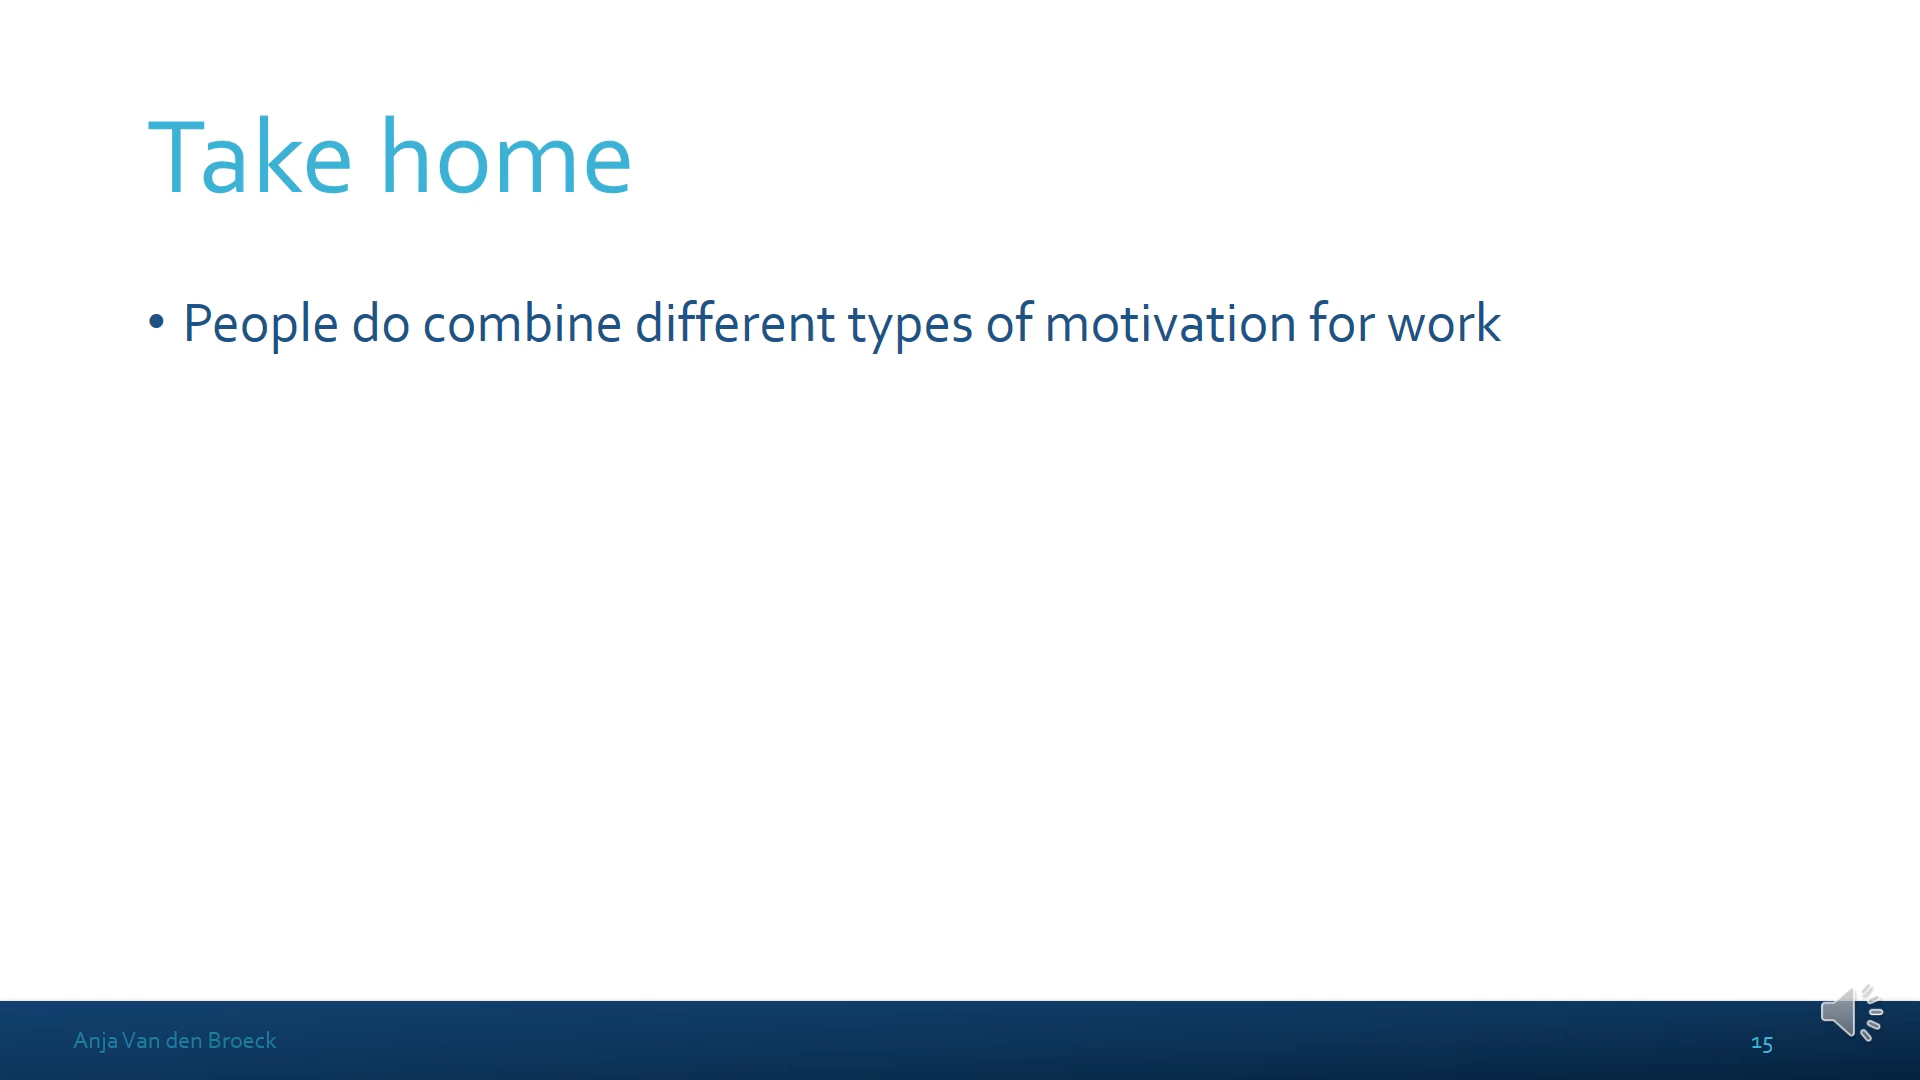 Take home
• People do combine different types of motivation for work
Anja Van den Broeck
15